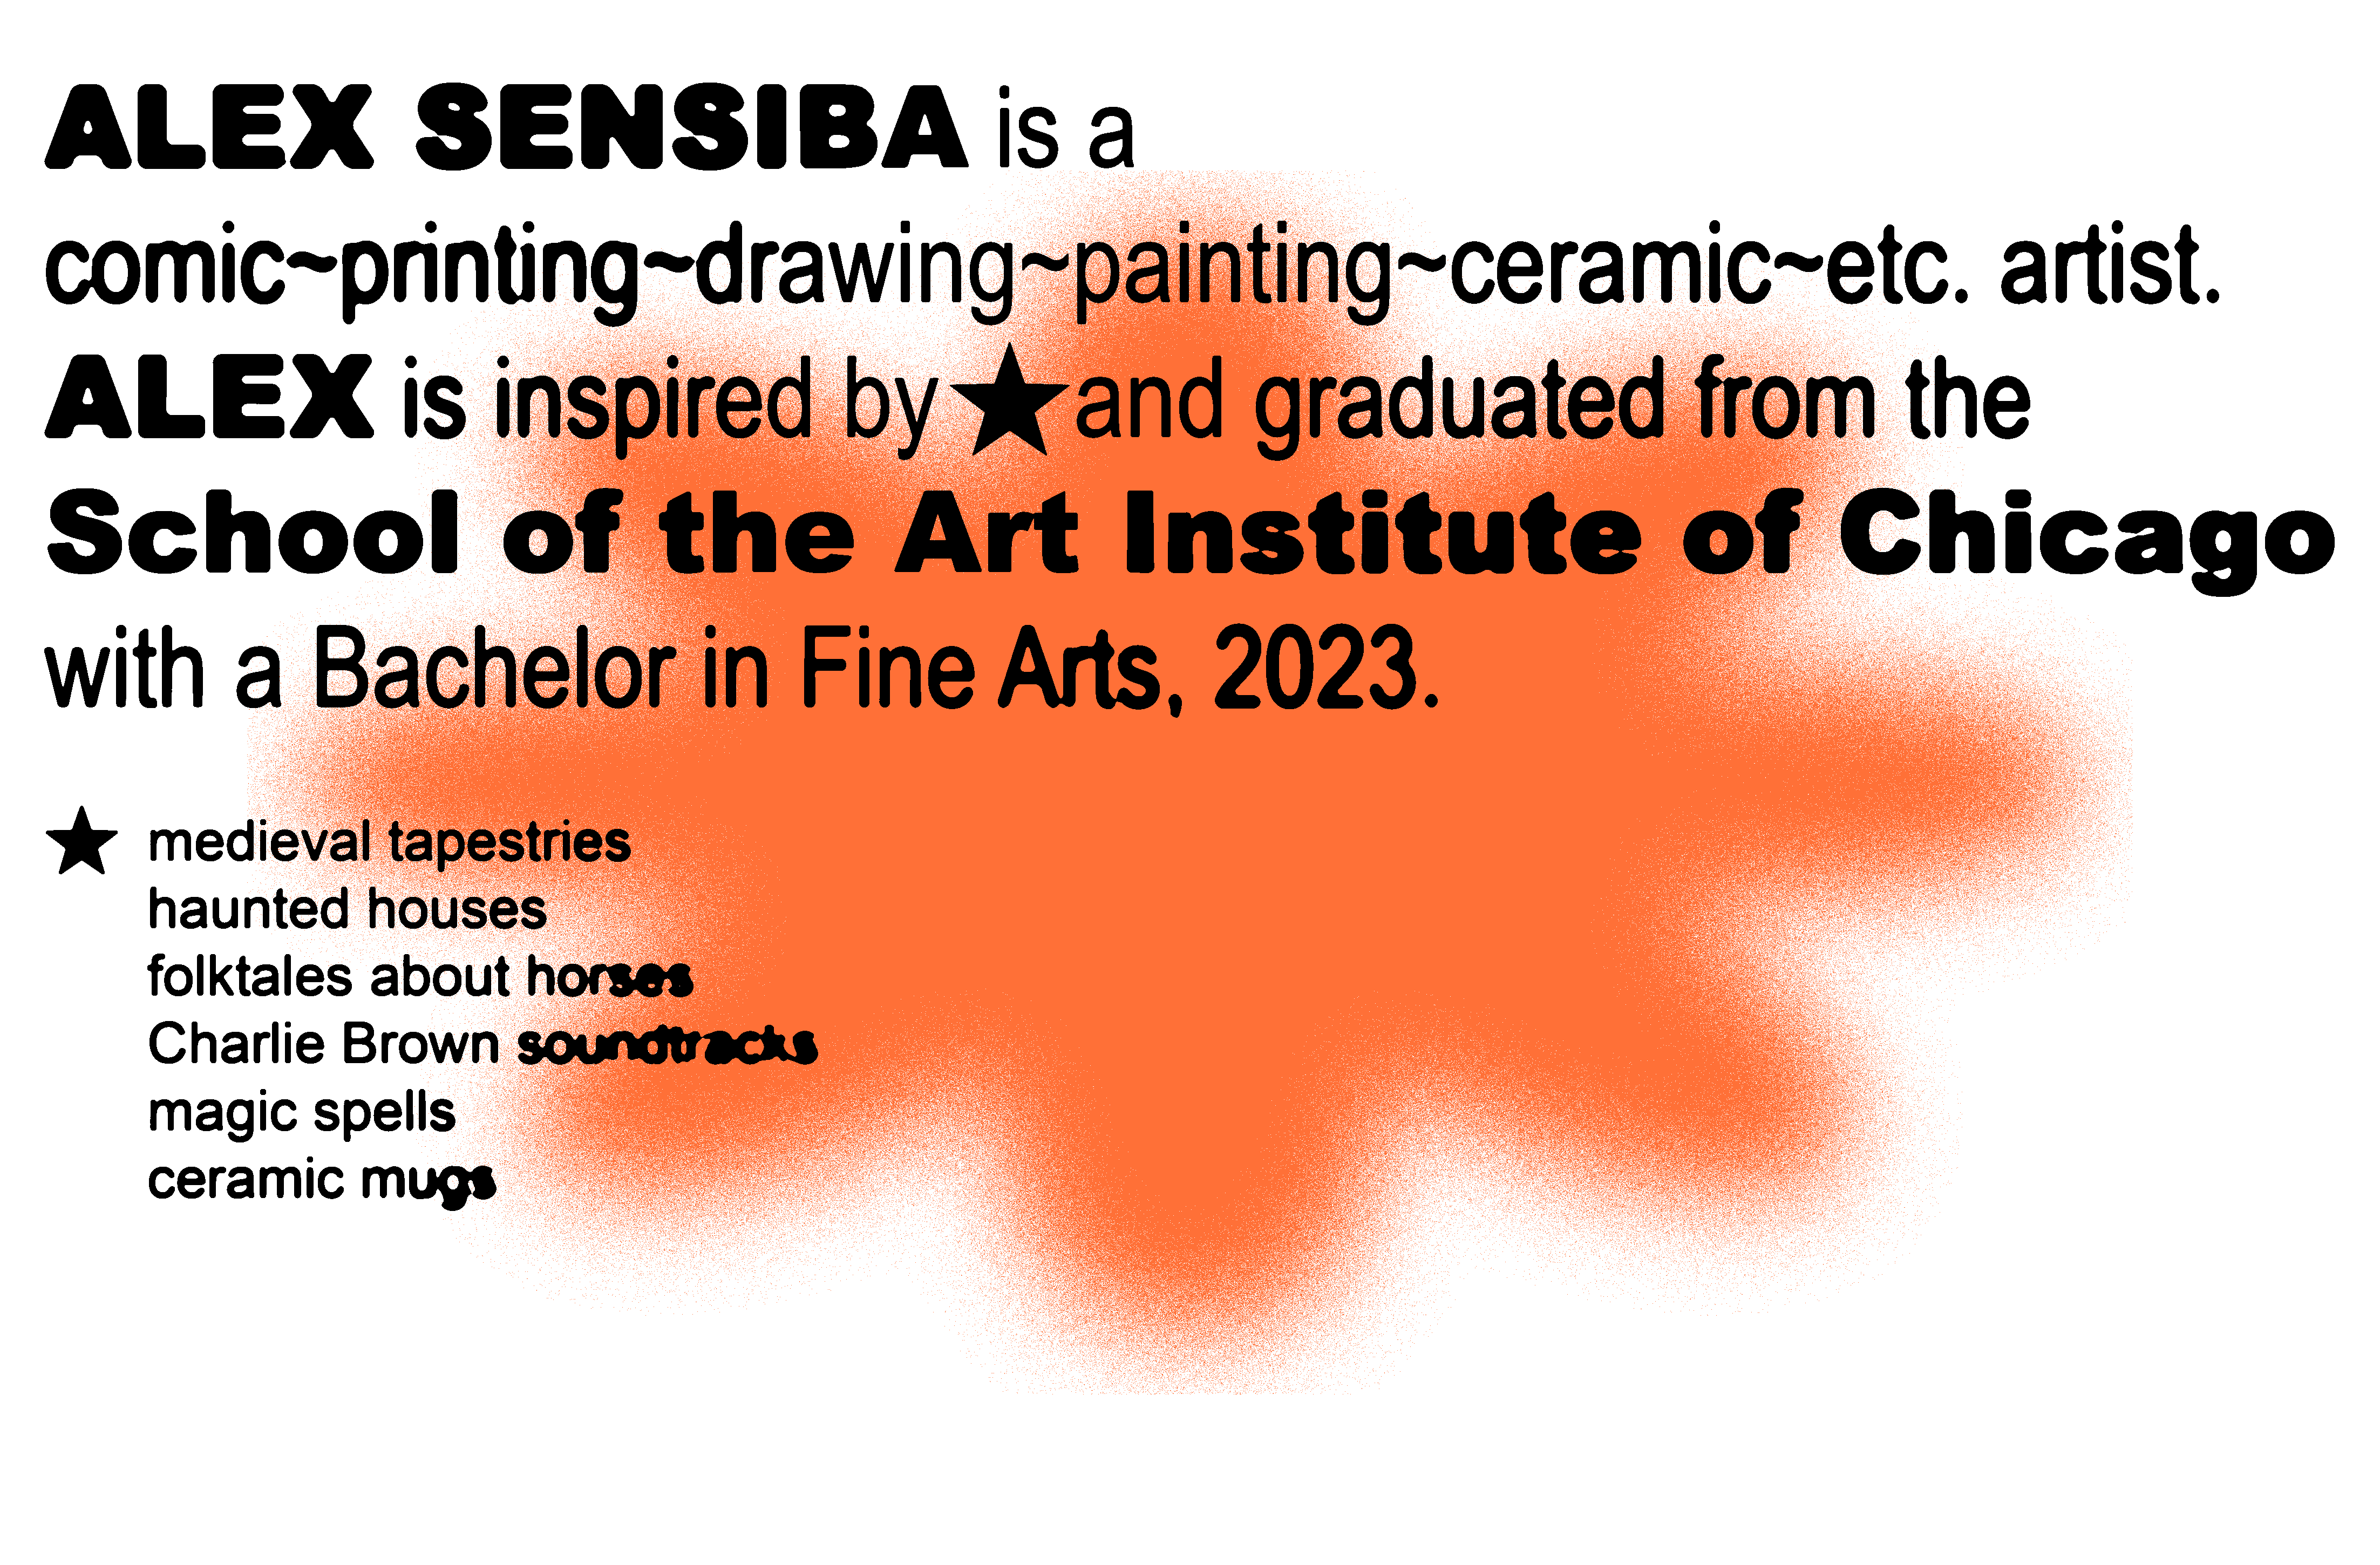 ALEX SENSIBA is a
comic~printing~drawing~painting~ceramic~etc. artist.
ALEX is inspired by★and graduated from the
School of the Art Institute of Chicago
with a Bachelor in Fine Arts, 2023.
★ medieval tapestries
haunted houses
folktales about horses
Charlie Brown soundtracks
magic spells
ceramic mugs